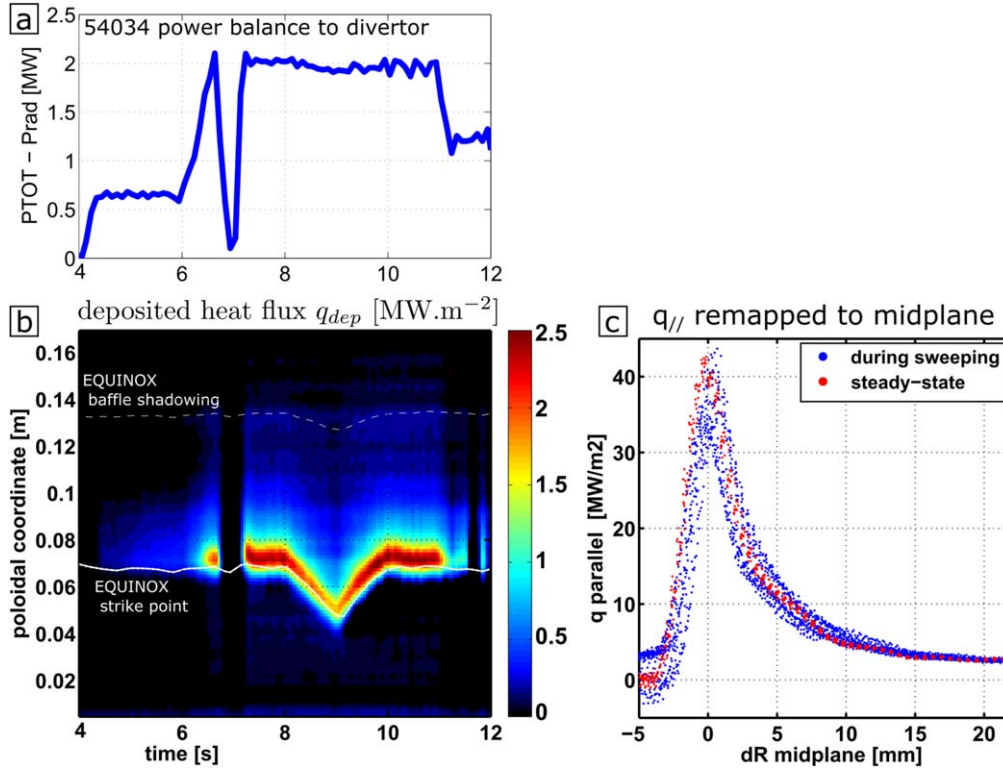 a
54034 power balance to divertor
PTOT − Prad [MW]
2.5
2
1.5
1
0.5
0
4 6 8 10 12
b
deposited heat flux q_dep [MW.m⁻²]
poloidal coordinate [m]
0.16
0.14
0.12
0.1
0.08
0.06
0.04
0.02
EQUINOX
baffle shadowing
EQUINOX
strike point
4 6 8 10 12
time [s]
2.5
2
1.5
1
0.5
0
c
q// remapped to midplane
during sweeping
steady−state
q parallel [MW/m2]
40
30
20
10
0
−5 0 5 10 15 20
dR midplane [mm]